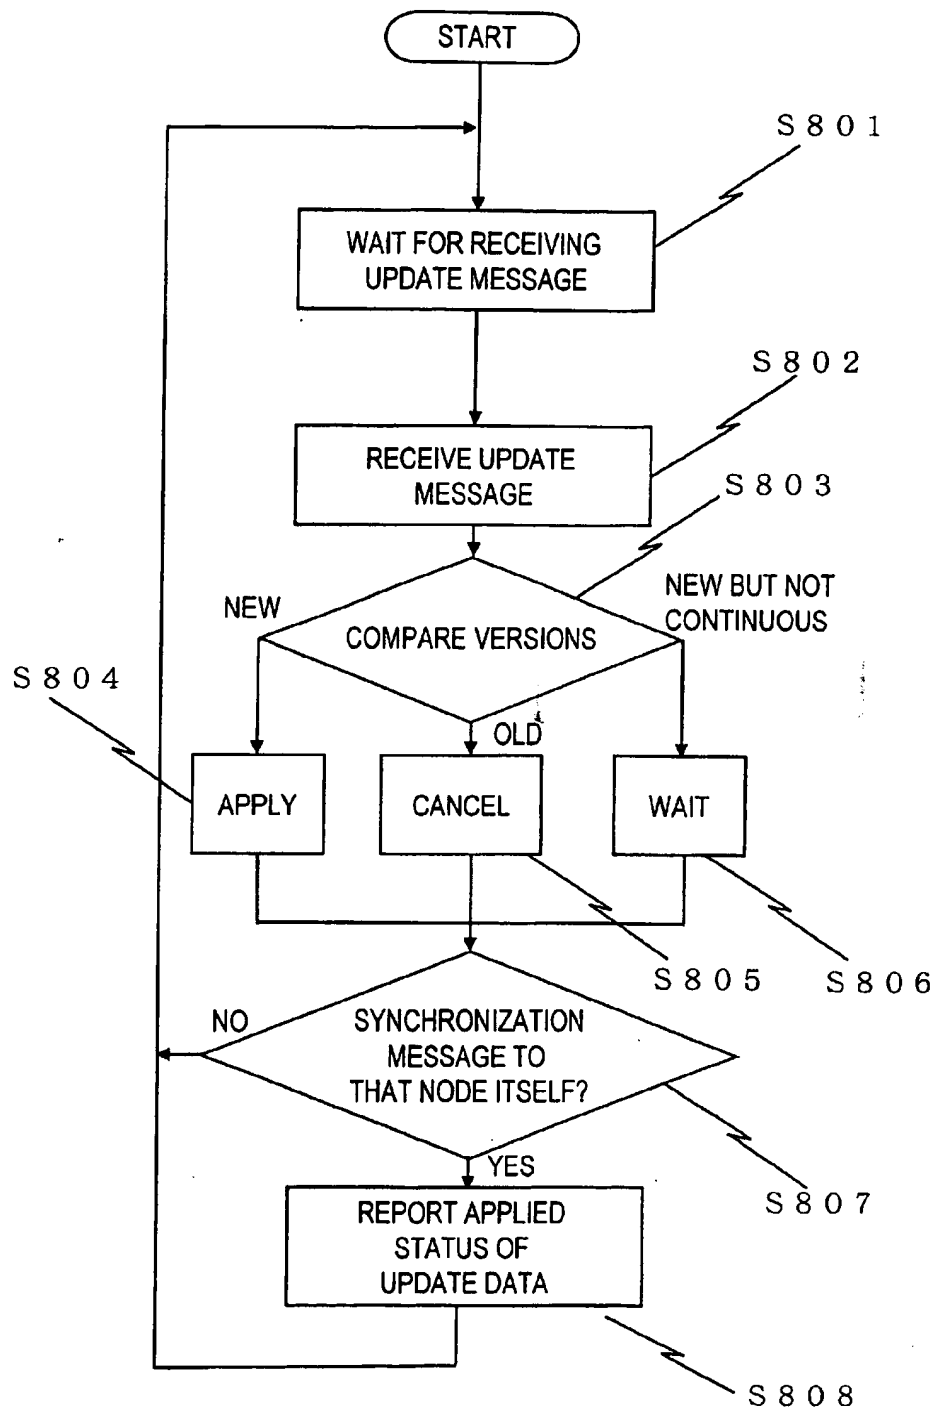 START
S801
WAIT FOR RECEIVING
UPDATE MESSAGE
S802
RECEIVE UPDATE
MESSAGE
S803
NEW
NEW BUT NOT
CONTINUOUS
COMPARE VERSIONS
S804
OLD
APPLY
CANCEL
WAIT
S805
S806
NO
SYNCHRONIZATION
MESSAGE TO
THAT NODE ITSELF?
YES
S807
REPORT APPLIED
STATUS OF
UPDATE DATA
S808